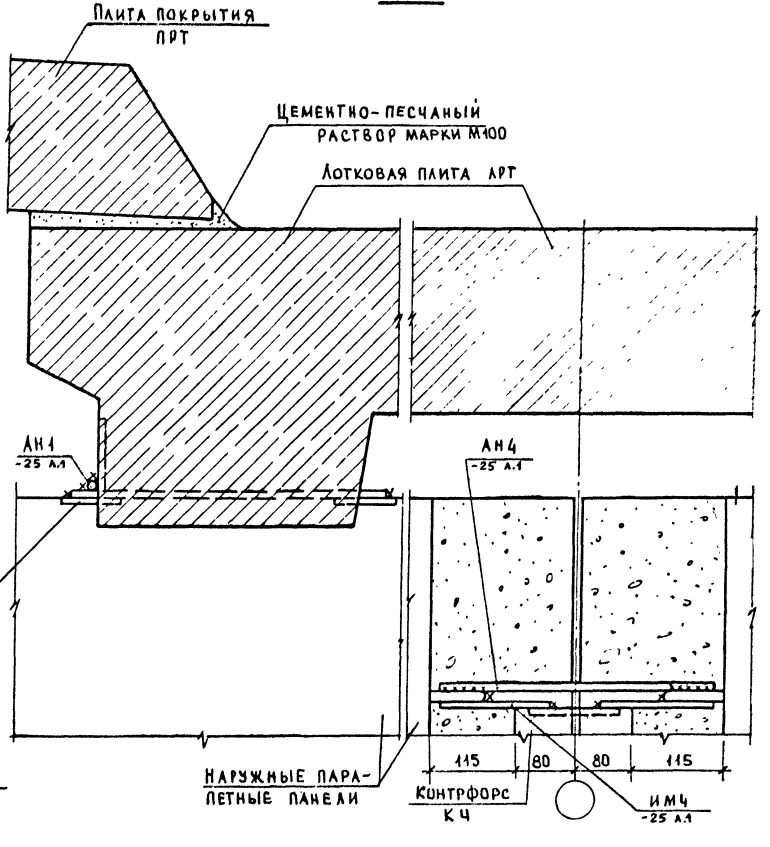 Плита покрытия
ПРТ
Цементно-песчаный
раствор марки М100
Лотковая плита ЛРТ
АН1
-25 л.1
АН4
-25 л.1
115
80
80
115
Наружные пара-
петные панели
Контрфорс
К4
ИМ4
-25 л.1